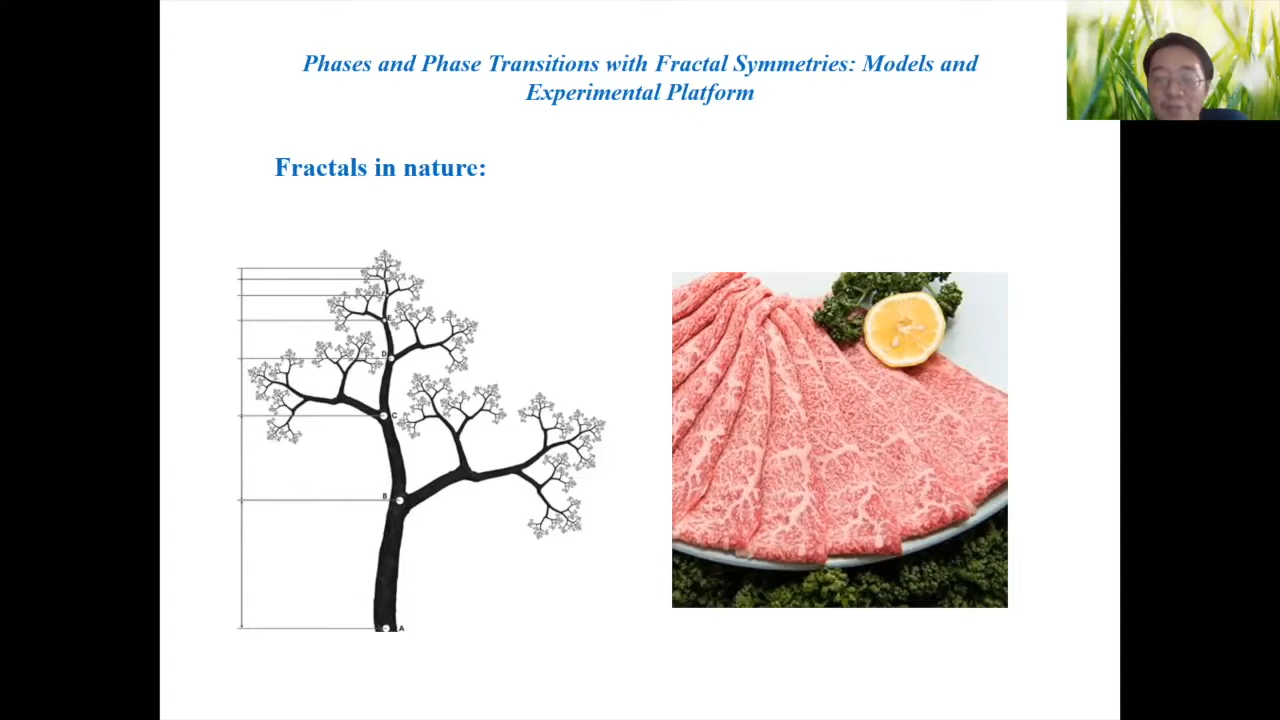 Phases and Phase Transitions with Fractal Symmetries: Models and
Experimental Platform
Fractals in nature:
D
C
B
A